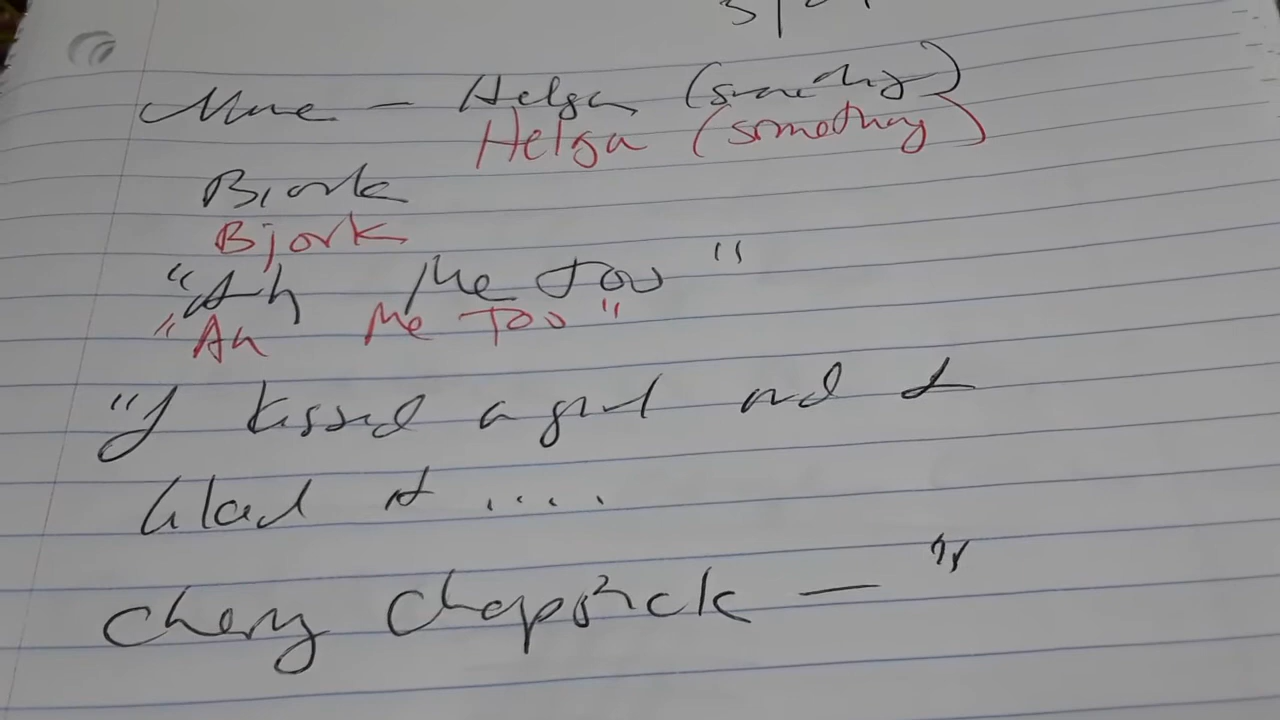 Mine - Helga (something)
Helga (something)
Bjork
Bjork
"Ah Me Too"
"Ah Me Too"
"I kissed a girl and I
liked it ....
Cherry Chapstick - "